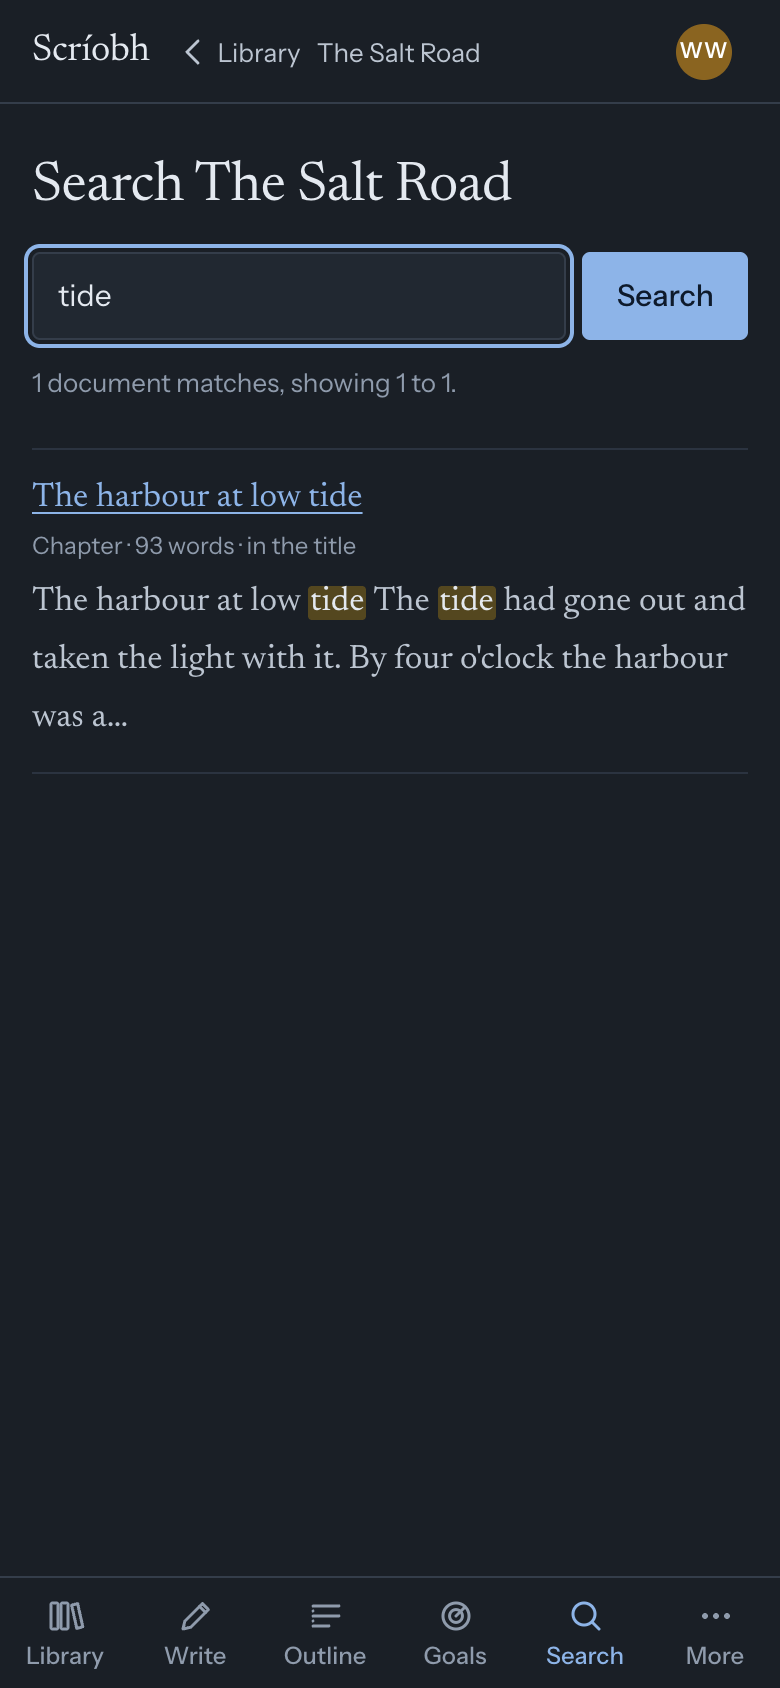 Scríobh
Library The Salt Road
WW
Search The Salt Road
tide
Search
1 document matches, showing 1 to 1.
The harbour at low tide
Chapter · 93 words · in the title
The harbour at low tide The tide had gone out and
taken the light with it. By four o'clock the harbour
was a…
Library
Write
Outline
Goals
Search
More